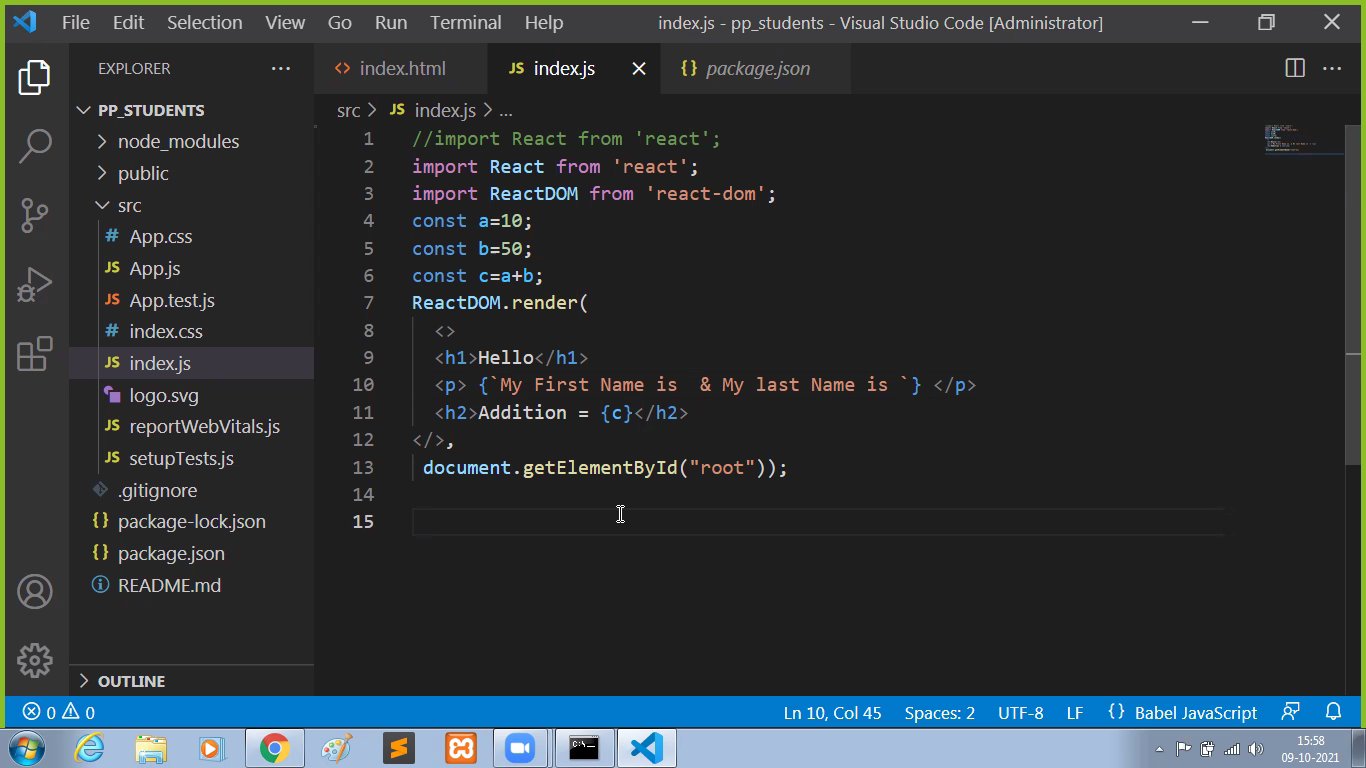 File Edit Selection View Go Run Terminal Help index.js - pp_students - Visual Studio Code [Administrator]
EXPLORER ...
PP_STUDENTS
node_modules
public
src
App.css
JS App.js
JS App.test.js
index.css
JS index.js
logo.svg
JS reportWebVitals.js
JS setupTests.js
.gitignore
{} package-lock.json
{} package.json
README.md
OUTLINE
<> index.html JS index.js {} package.json
src > JS index.js > ...
1 //import React from 'react';
2 import React from 'react';
3 import ReactDOM from 'react-dom';
4 const a=10;
5 const b=50;
6 const c=a+b;
7 ReactDOM.render(
8 <>
9 <h1>Hello</h1>
10 <p> {`My First Name is  & My last Name is `} </p>
11 <h2>Addition = {c}</h2>
12 </>,
13 document.getElementById("root"));
14
15
0 0 Ln 10, Col 45 Spaces: 2 UTF-8 LF {} Babel JavaScript
15:58
09-10-2021